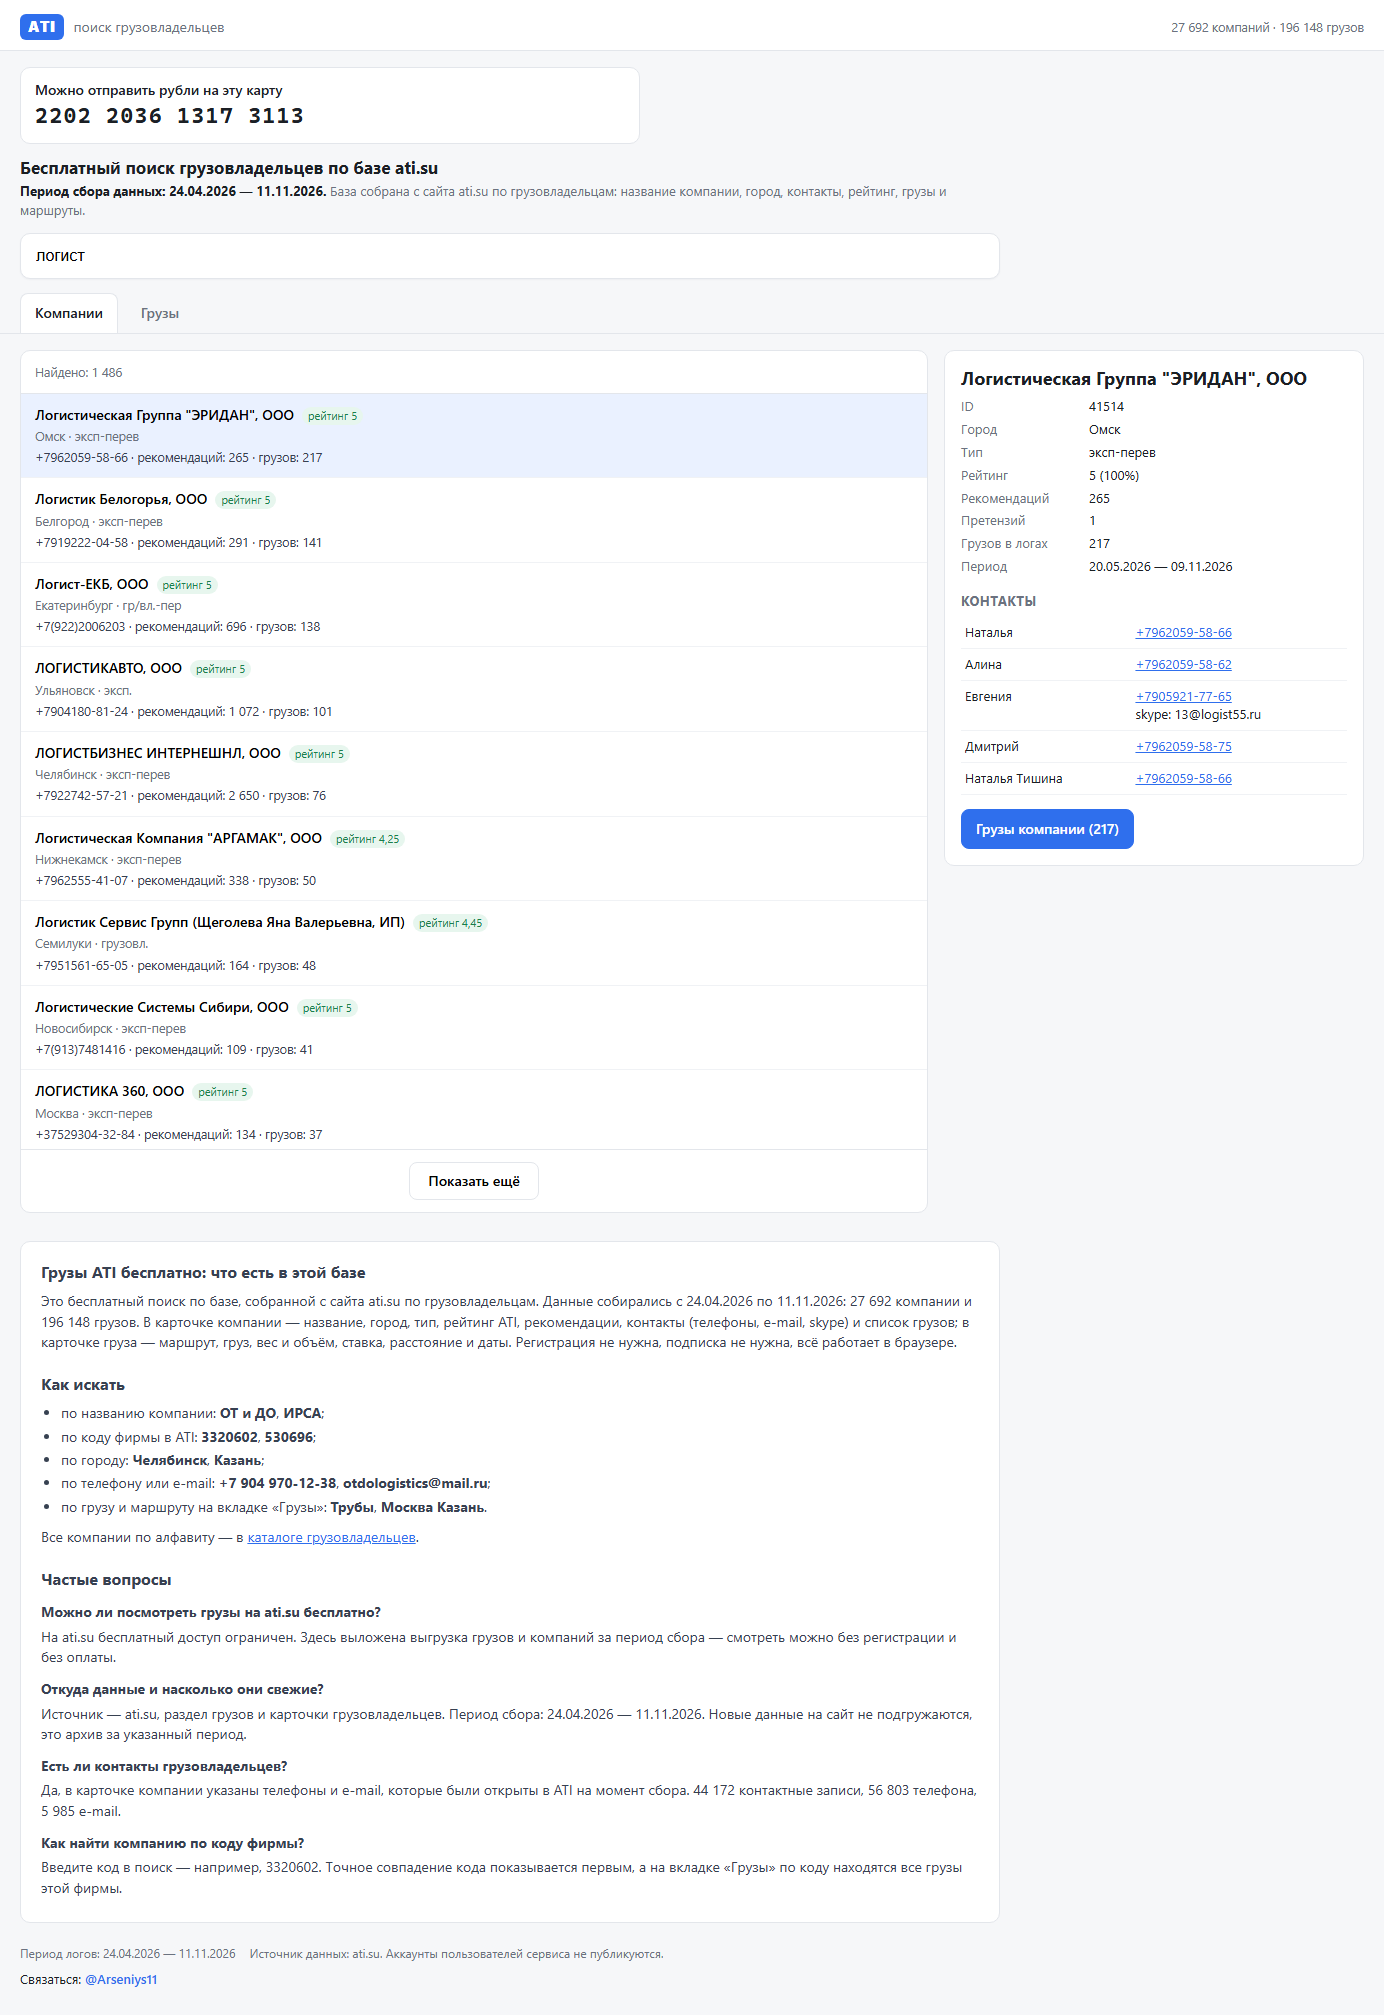 ATI поиск грузовладельцев
27 692 компаний · 196 148 грузов
Можно отправить рубли на эту карту
2202 2036 1317 3113
Бесплатный поиск грузовладельцев по базе ati.su
Период сбора данных: 24.04.2026 — 11.11.2026. База собрана с сайта ati.su по грузовладельцам: название компании, город, контакты, рейтинг, грузы и
маршруты.
логист
Компании Грузы
Найдено: 1 486
Логистическая Группа "ЭРИДАН", ООО рейтинг 5
Омск · эксп-перев
+7962059-58-66 · рекомендаций: 265 · грузов: 217
Логистик Белогорья, ООО рейтинг 5
Белгород · эксп-перев
+7919222-04-58 · рекомендаций: 291 · грузов: 141
Логист-ЕКБ, ООО рейтинг 5
Екатеринбург · гр/вл.-пер
+7(922)2006203 · рекомендаций: 696 · грузов: 138
ЛОГИСТИКАВТО, ООО рейтинг 5
Ульяновск · эксп.
+7904180-81-24 · рекомендаций: 1 072 · грузов: 101
ЛОГИСТБИЗНЕС ИНТЕРНЕШНЛ, ООО рейтинг 5
Челябинск · эксп-перев
+7922742-57-21 · рекомендаций: 2 650 · грузов: 76
Логистическая Компания "АРГАМАК", ООО рейтинг 4,25
Нижнекамск · эксп-перев
+7962555-41-07 · рекомендаций: 338 · грузов: 50
Логистик Сервис Групп (Щеголева Яна Валерьевна, ИП) рейтинг 4,45
Семилуки · грузовл.
+7951561-65-05 · рекомендаций: 164 · грузов: 48
Логистические Системы Сибири, ООО рейтинг 5
Новосибирск · эксп-перев
+7(913)7481416 · рекомендаций: 109 · грузов: 41
ЛОГИСТИКА 360, ООО рейтинг 5
Москва · эксп-перев
+37529304-32-84 · рекомендаций: 134 · грузов: 37
Показать ещё
Логистическая Группа "ЭРИДАН", ООО
ID 41514
Город Омск
Тип эксп-перев
Рейтинг 5 (100%)
Рекомендаций 265
Претензий 1
Грузов в логах 217
Период 20.05.2026 — 09.11.2026
КОНТАКТЫ
Наталья +7962059-58-66
Алина +7962059-58-62
Евгения +7905921-77-65
skype: 13@logist55.ru
Дмитрий +7962059-58-75
Наталья Тишина +7962059-58-66
Грузы компании (217)
Грузы ATI бесплатно: что есть в этой базе
Это бесплатный поиск по базе, собранной с сайта ati.su по грузовладельцам. Данные собирались с 24.04.2026 по 11.11.2026: 27 692 компании и
196 148 грузов. В карточке компании — название, город, тип, рейтинг ATI, рекомендации, контакты (телефоны, e-mail, skype) и список грузов; в
карточке груза — маршрут, груз, вес и объём, ставка, расстояние и даты. Регистрация не нужна, подписка не нужна, всё работает в браузере.
Как искать
• по названию компании: ОТ и ДО, ИРСА;
• по коду фирмы в ATI: 3320602, 530696;
• по городу: Челябинск, Казань;
• по телефону или e-mail: +7 904 970-12-38, otdologistics@mail.ru;
• по грузу и маршруту на вкладке «Грузы»: Трубы, Москва Казань.
Все компании по алфавиту — в каталоге грузовладельцев.
Частые вопросы
Можно ли посмотреть грузы на ati.su бесплатно?
На ati.su бесплатный доступ ограничен. Здесь выложена выгрузка грузов и компаний за период сбора — смотреть можно без регистрации и
без оплаты.
Откуда данные и насколько они свежие?
Источник — ati.su, раздел грузов и карточки грузовладельцев. Период сбора: 24.04.2026 — 11.11.2026. Новые данные на сайт не подгружаются,
это архив за указанный период.
Есть ли контакты грузовладельцев?
Да, в карточке компании указаны телефоны и e-mail, которые были открыты в ATI на момент сбора. 44 172 контактные записи, 56 803 телефона,
5 985 e-mail.
Как найти компанию по коду фирмы?
Введите код в поиск — например, 3320602. Точное совпадение кода показывается первым, а на вкладке «Грузы» по коду находятся все грузы
этой фирмы.
Период логов: 24.04.2026 — 11.11.2026 Источник данных: ati.su. Аккаунты пользователей сервиса не публикуются.
Связаться: @Arseniys11